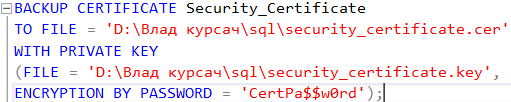 BACKUP CERTIFICATE Security_Certificate
TO FILE = 'D:\Влад курсач\sql\security_certificate.cer'
WITH PRIVATE KEY
(FILE = 'D:\Влад курсач\sql\security_certificate.key',
ENCRYPTION BY PASSWORD = 'CertPa$$w0rd');